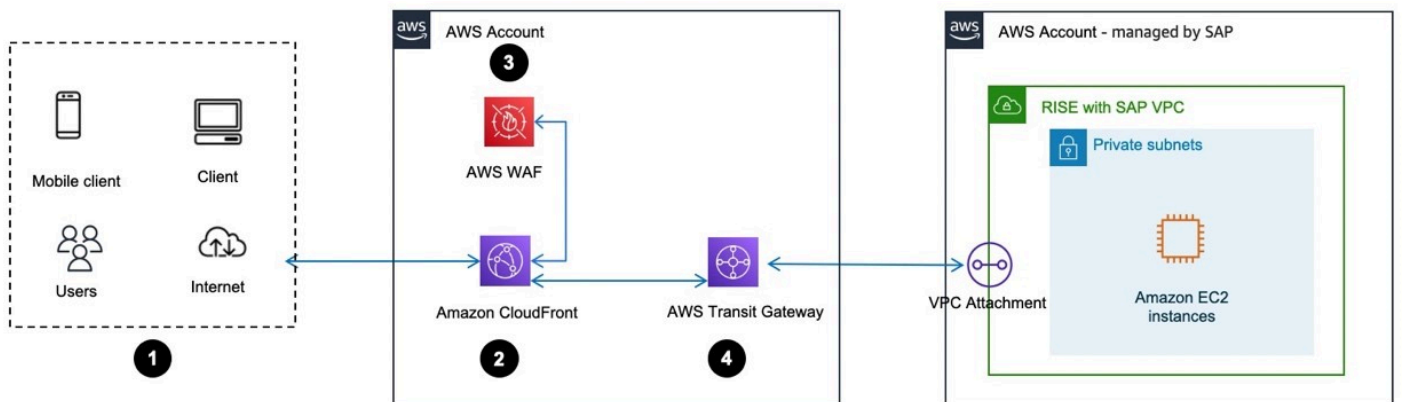 Mobile client
Client
Users
Internet
1
aws
AWS Account
3
AWS WAF
Amazon CloudFront
2
AWS Transit Gateway
4
aws
AWS Account - managed by SAP
RISE with SAP VPC
Private subnets
VPC Attachment
Amazon EC2
instances